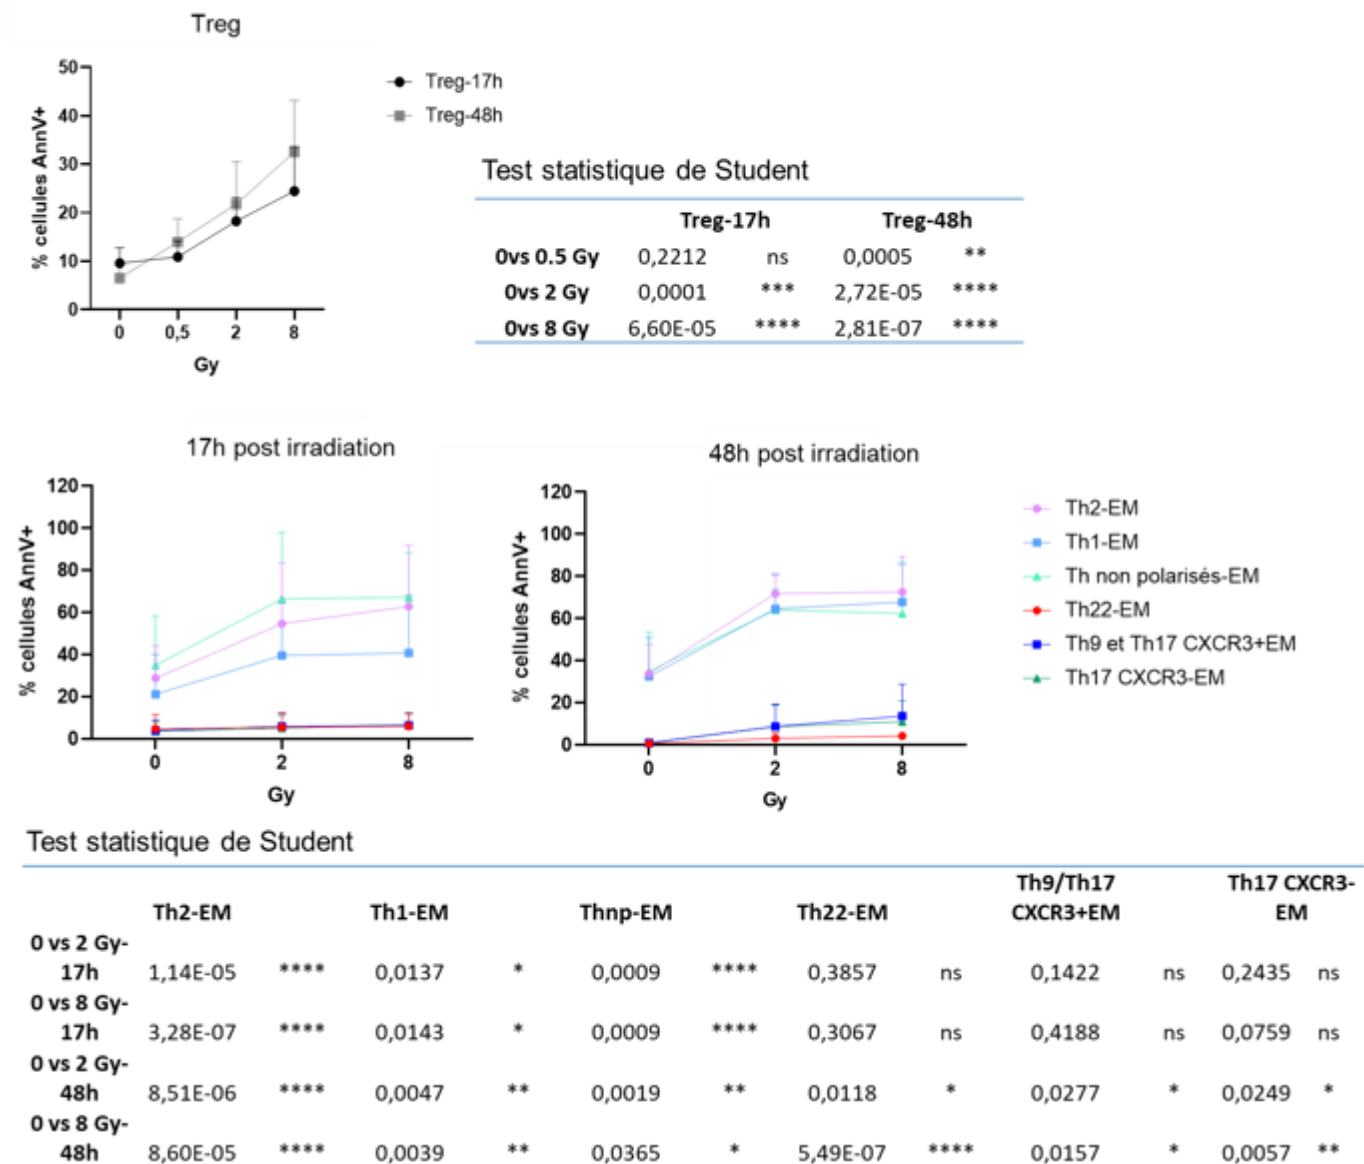 Treg
50
40
30
20
10
0
% cellules AnnV+
0 0,5 2 8
Gy
Treg-17h
Treg-48h
Test statistique de Student
Treg-17h Treg-48h
0vs 0.5 Gy 0,2212 ns 0,0005 **
0vs 2 Gy 0,0001 *** 2,72E-05 ****
0vs 8 Gy 6,60E-05 **** 2,81E-07 ****
17h post irradiation
120
100
80
60
40
20
0
% cellules AnnV+
0 2 8
Gy
48h post irradiation
120
100
80
60
40
20
0
% cellules AnnV+
0 2 8
Gy
Th2-EM
Th1-EM
Th non polarisés-EM
Th22-EM
Th9 et Th17 CXCR3+EM
Th17 CXCR3-EM
Test statistique de Student
Th9/Th17 Th17 CXCR3-
Th2-EM Th1-EM Thnp-EM Th22-EM CXCR3+EM EM
0 vs 2 Gy-
17h 1,14E-05 **** 0,0137 * 0,0009 **** 0,3857 ns 0,1422 ns 0,2435 ns
0 vs 8 Gy-
17h 3,28E-07 **** 0,0143 * 0,0009 **** 0,3067 ns 0,4188 ns 0,0759 ns
0 vs 2 Gy-
48h 8,51E-06 **** 0,0047 ** 0,0019 ** 0,0118 * 0,0277 * 0,0249 *
0 vs 8 Gy-
48h 8,60E-05 **** 0,0039 ** 0,0365 * 5,49E-07 **** 0,0157 * 0,0057 **